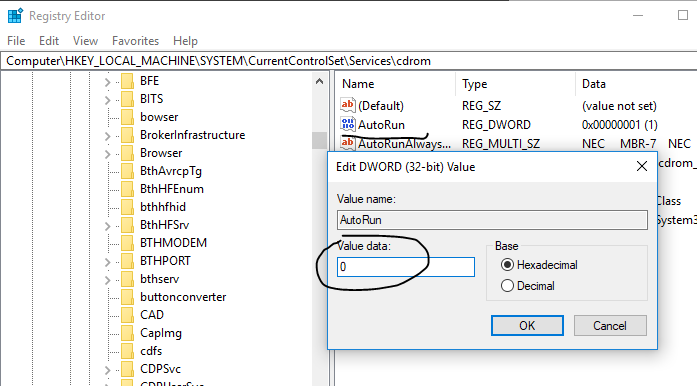 Registry Editor
File Edit View Favorites Help
Computer\HKEY_LOCAL_MACHINE\SYSTEM\CurrentControlSet\Services\cdrom
BFE
BITS
bowser
BrokerInfrastructure
Browser
BthAvrcpTg
BthHFEnum
bthhfhid
BthHFSrv
BTHMODEM
BTHPORT
bthserv
buttonconverter
CAD
CapImg
cdfs
CDPSvc
CDPUserSvc
Name Type Data
(Default) REG_SZ (value not set)
AutoRun REG_DWORD 0x00000001 (1)
AutoRunAlways... REG_MULTI_SZ NEC MBR-7 NEC
cdrom_
Class
System3
Edit DWORD (32-bit) Value
Value name:
AutoRun
Value data:
0
Base
Hexadecimal
Decimal
OK Cancel